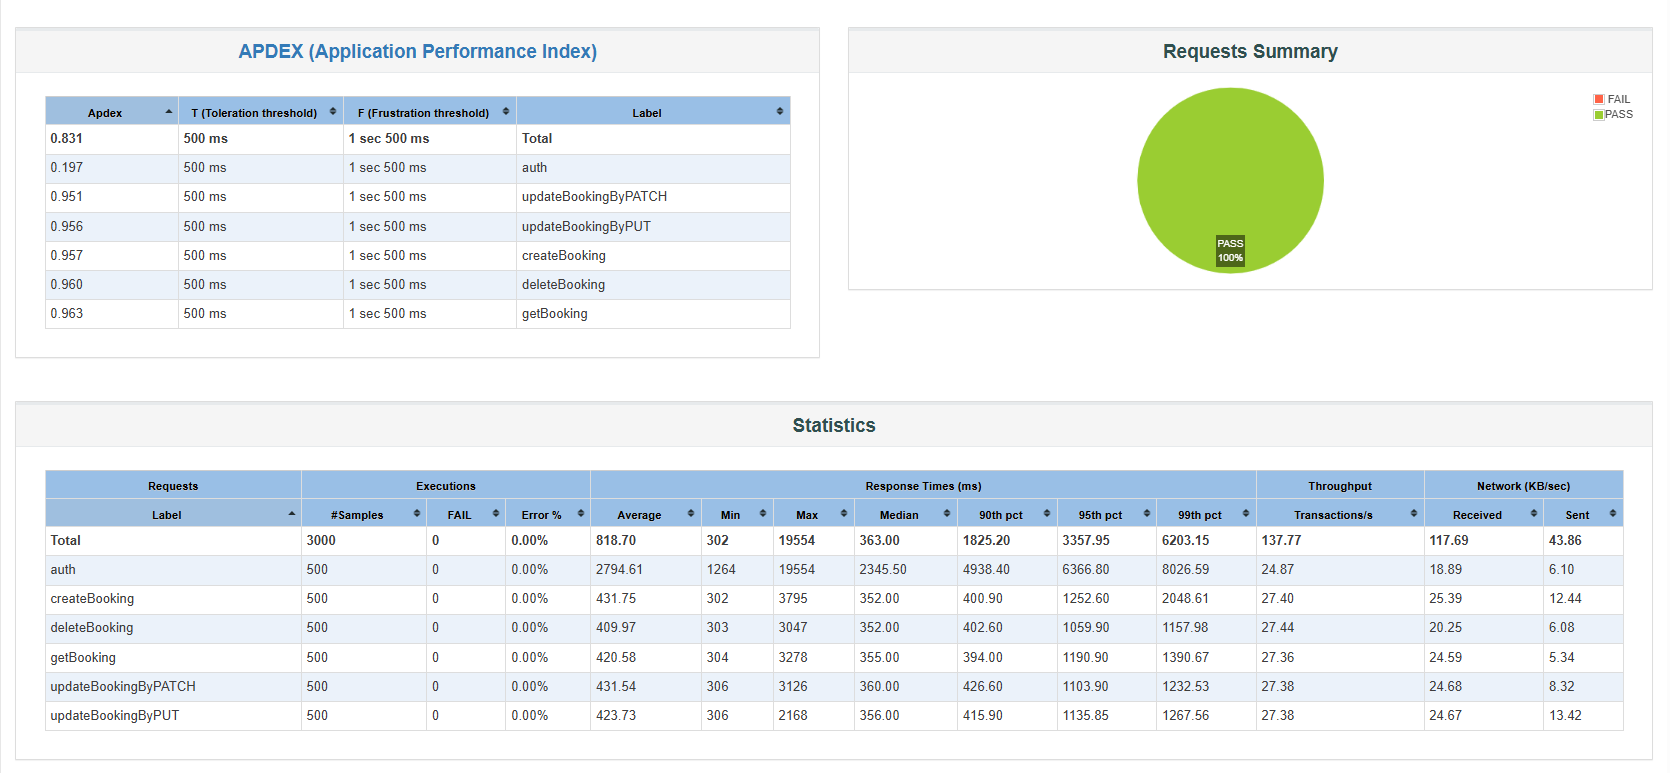 APDEX (Application Performance Index)
Apdex T (Toleration threshold) F (Frustration threshold) Label
0.831 500 ms 1 sec 500 ms Total
0.197 500 ms 1 sec 500 ms auth
0.951 500 ms 1 sec 500 ms updateBookingByPATCH
0.956 500 ms 1 sec 500 ms updateBookingByPUT
0.957 500 ms 1 sec 500 ms createBooking
0.960 500 ms 1 sec 500 ms deleteBooking
0.963 500 ms 1 sec 500 ms getBooking
Requests Summary
FAIL
PASS
PASS
100%
Statistics
Requests Executions Response Times (ms) Throughput Network (KB/sec)
Label #Samples FAIL Error % Average Min Max Median 90th pct 95th pct 99th pct Transactions/s Received Sent
Total 3000 0 0.00% 818.70 302 19554 363.00 1825.20 3357.95 6203.15 137.77 117.69 43.86
auth 500 0 0.00% 2794.61 1264 19554 2345.50 4938.40 6366.80 8026.59 24.87 18.89 6.10
createBooking 500 0 0.00% 431.75 302 3795 352.00 400.90 1252.60 2048.61 27.40 25.39 12.44
deleteBooking 500 0 0.00% 409.97 303 3047 352.00 402.60 1059.90 1157.98 27.44 20.25 6.08
getBooking 500 0 0.00% 420.58 304 3278 355.00 394.00 1190.90 1390.67 27.36 24.59 5.34
updateBookingByPATCH 500 0 0.00% 431.54 306 3126 360.00 426.60 1103.90 1232.53 27.38 24.68 8.32
updateBookingByPUT 500 0 0.00% 423.73 306 2168 356.00 415.90 1135.85 1267.56 27.38 24.67 13.42